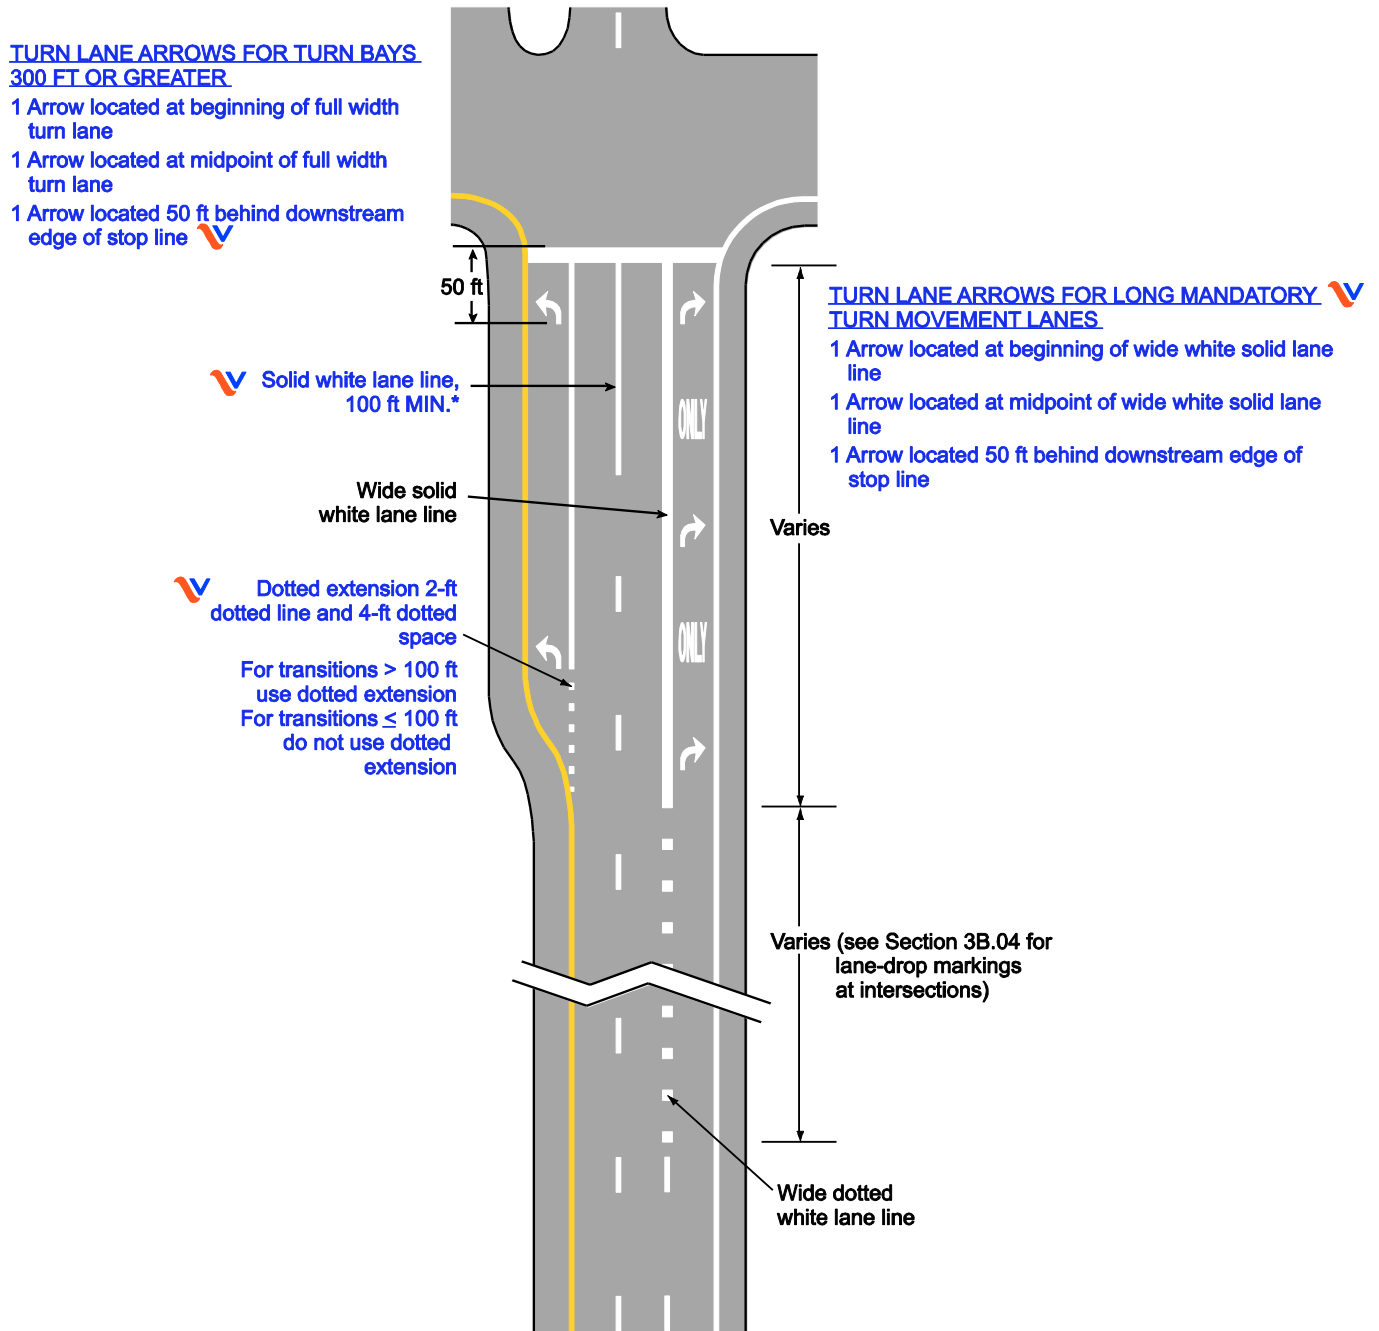 TURN LANE ARROWS FOR TURN BAYS
300 FT OR GREATER
1 Arrow located at beginning of full width
turn lane
1 Arrow located at midpoint of full width
turn lane
1 Arrow located 50 ft behind downstream
edge of stop line
50 ft
TURN LANE ARROWS FOR LONG MANDATORY
TURN MOVEMENT LANES
1 Arrow located at beginning of wide white solid lane
line
1 Arrow located at midpoint of wide white solid lane
line
1 Arrow located 50 ft behind downstream edge of
stop line
Solid white lane line,
100 ft MIN.*
ONLY
Wide solid
white lane line
Varies
Dotted extension 2-ft
dotted line and 4-ft dotted
space
ONLY
For transitions > 100 ft
use dotted extension
For transitions ≤ 100 ft
do not use dotted
extension
Varies (see Section 3B.04 for
lane-drop markings
at intersections)
Wide dotted
white lane line